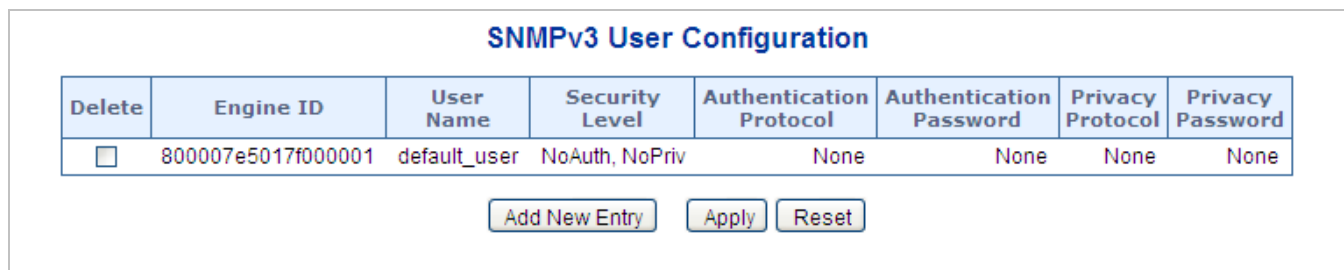 SNMPv3 User Configuration
Delete Engine ID User Name Security Level Authentication Protocol Authentication Password Privacy Protocol Privacy Password
800007e5017f000001 default_user NoAuth, NoPriv None None None None
Add New Entry Apply Reset